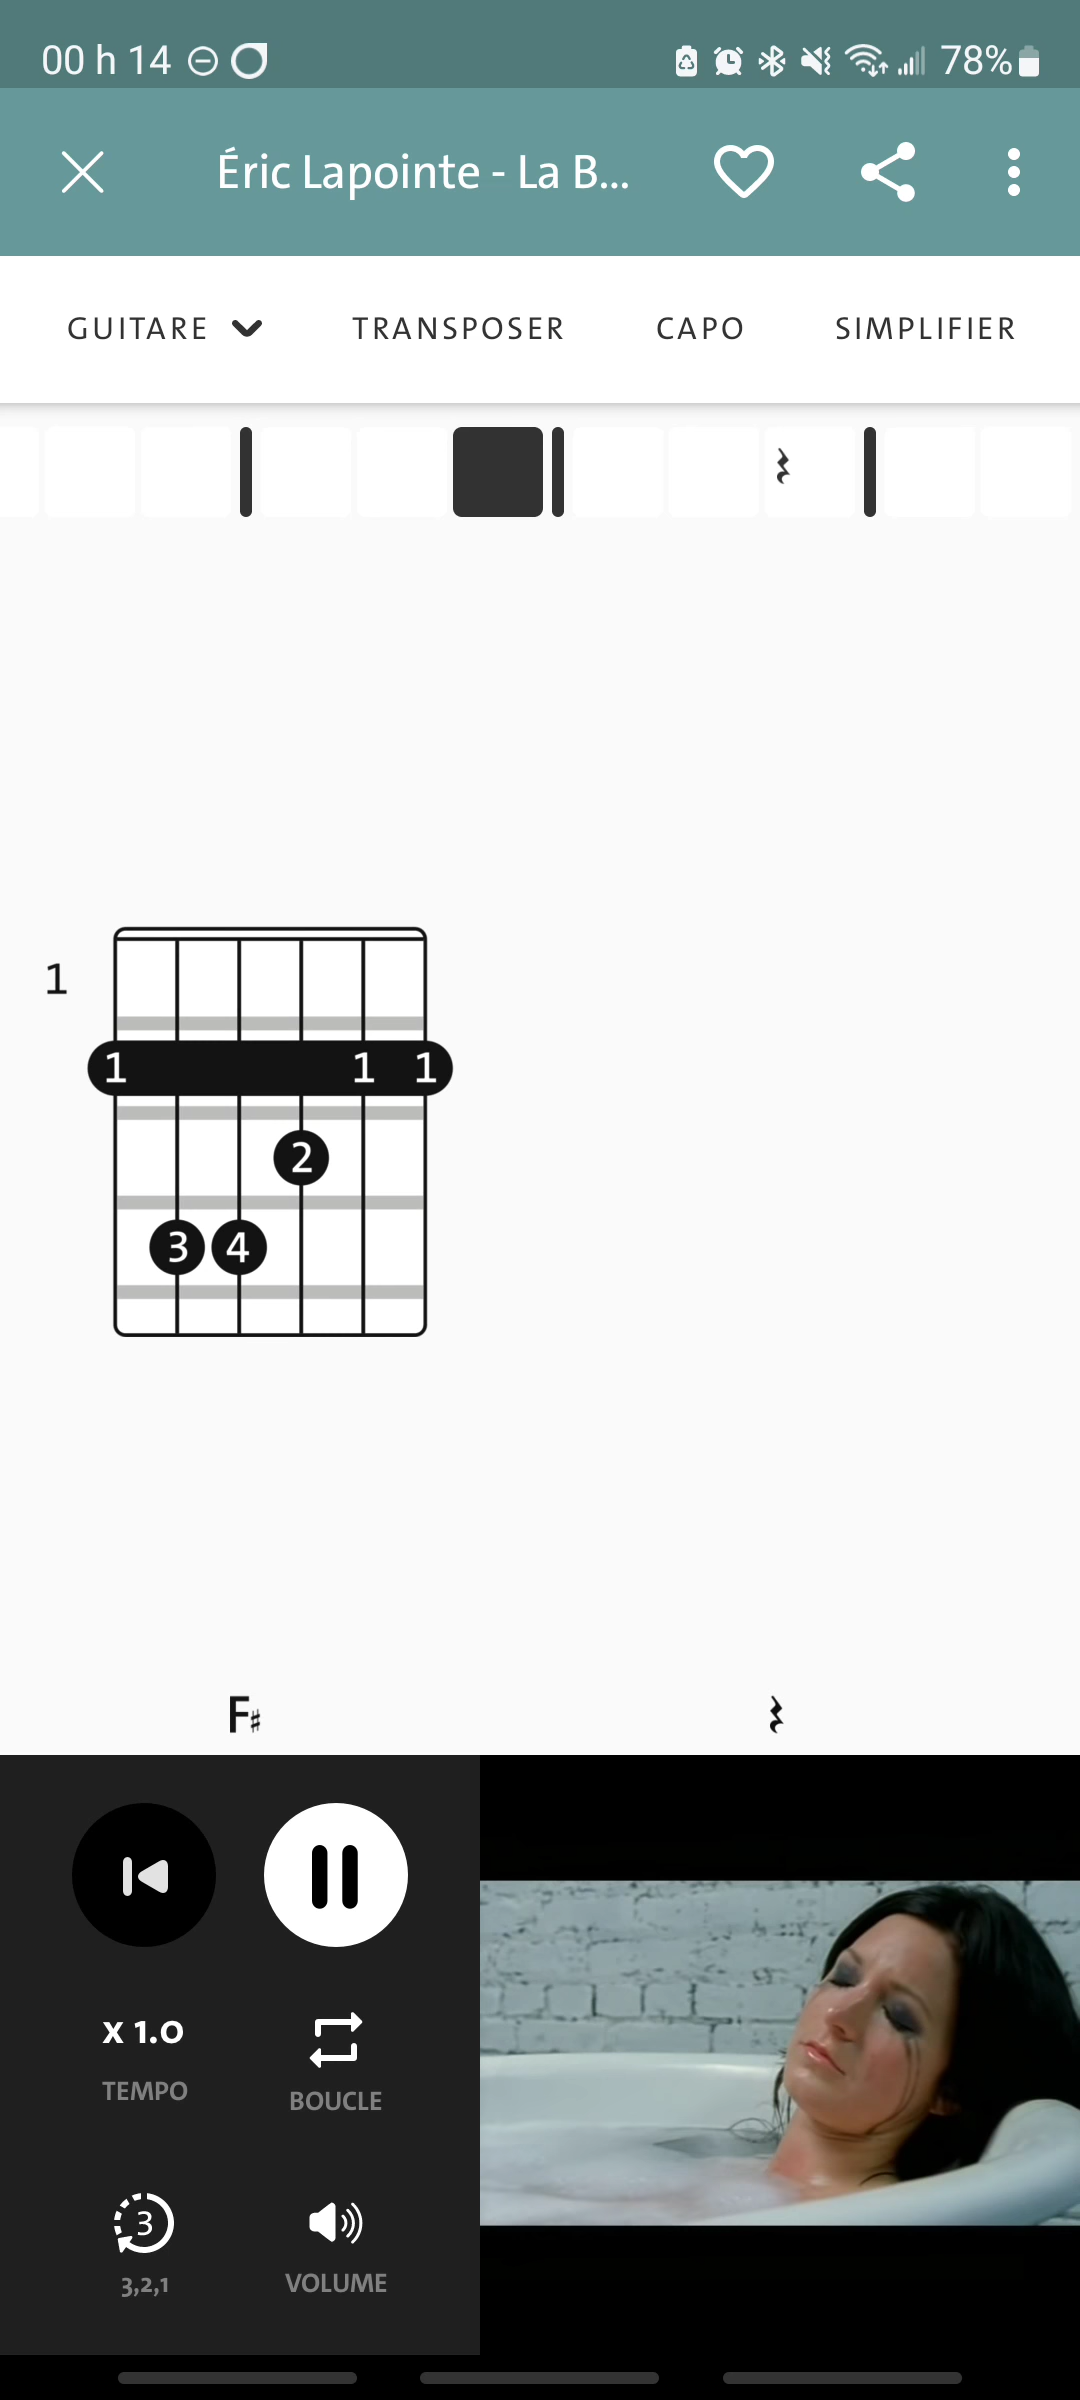 00 h 14 78%
Éric Lapointe - La B...
GUITARE TRANSPOSER CAPO SIMPLIFIER
1
1 1 1
2
3 4
F♯
x 1.0
TEMPO BOUCLE
3
3,2,1 VOLUME